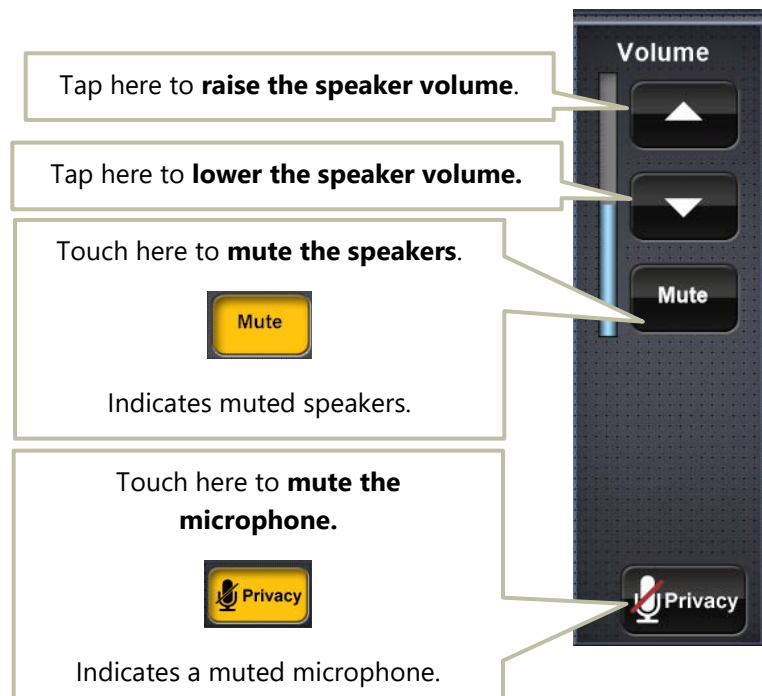 Volume
Tap here to raise the speaker volume.
Tap here to lower the speaker volume.
Touch here to mute the speakers.
Mute
Mute
Indicates muted speakers.
Touch here to mute the
microphone.
Privacy
Privacy
Indicates a muted microphone.